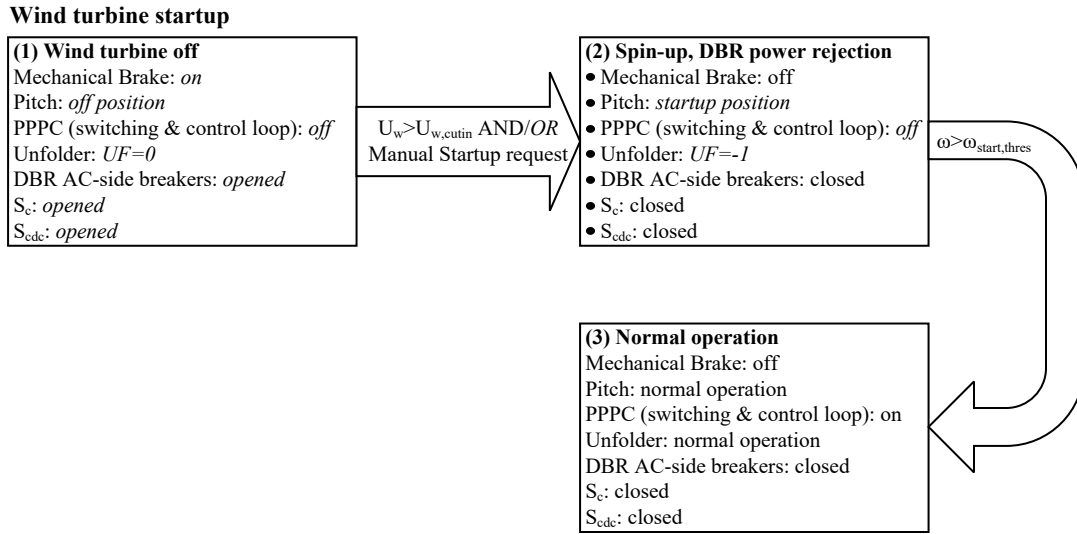 Wind turbine startup
(1) Wind turbine off
Mechanical Brake: on
Pitch: off position
PPPC (switching & control loop): off
Unfolder: UF=0
DBR AC-side breakers: opened
Sc: opened
Scdc: opened
Uw>Uw,cutin AND/OR
Manual Startup request
(2) Spin-up, DBR power rejection
• Mechanical Brake: off
• Pitch: startup position
• PPPC (switching & control loop): off
• Unfolder: UF=-1
• DBR AC-side breakers: closed
• Sc: closed
• Scdc: closed
ω>ωstart,thres
(3) Normal operation
Mechanical Brake: off
Pitch: normal operation
PPPC (switching & control loop): on
Unfolder: normal operation
DBR AC-side breakers: closed
Sc: closed
Scdc: closed